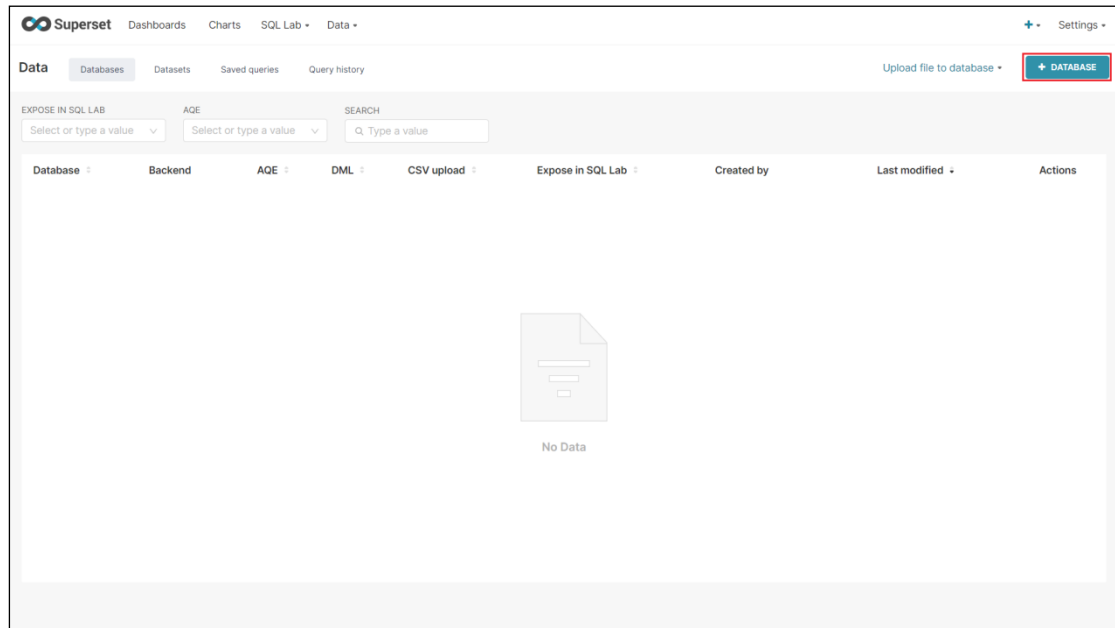 Superset Dashboards Charts SQL Lab Data Settings
Data Databases Datasets Saved queries Query history Upload file to database + DATABASE
EXPOSE IN SQL LAB AQE SEARCH
Select or type a value Select or type a value Type a value
Database Backend AQE DML CSV upload Expose in SQL Lab Created by Last modified Actions
No Data